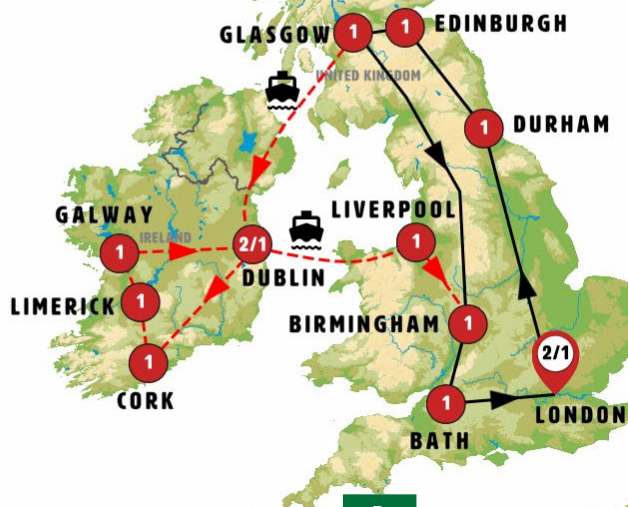 GLASGOW
1
1
EDINBURGH
UNITED KINGDOM
1
DURHAM
GALWAY
1
IRELAND
2/1
DUBLIN
LIVERPOOL
1
LIMERICK
1
BIRMINGHAM
1
1
CORK
2/1
LONDON
1
BATH